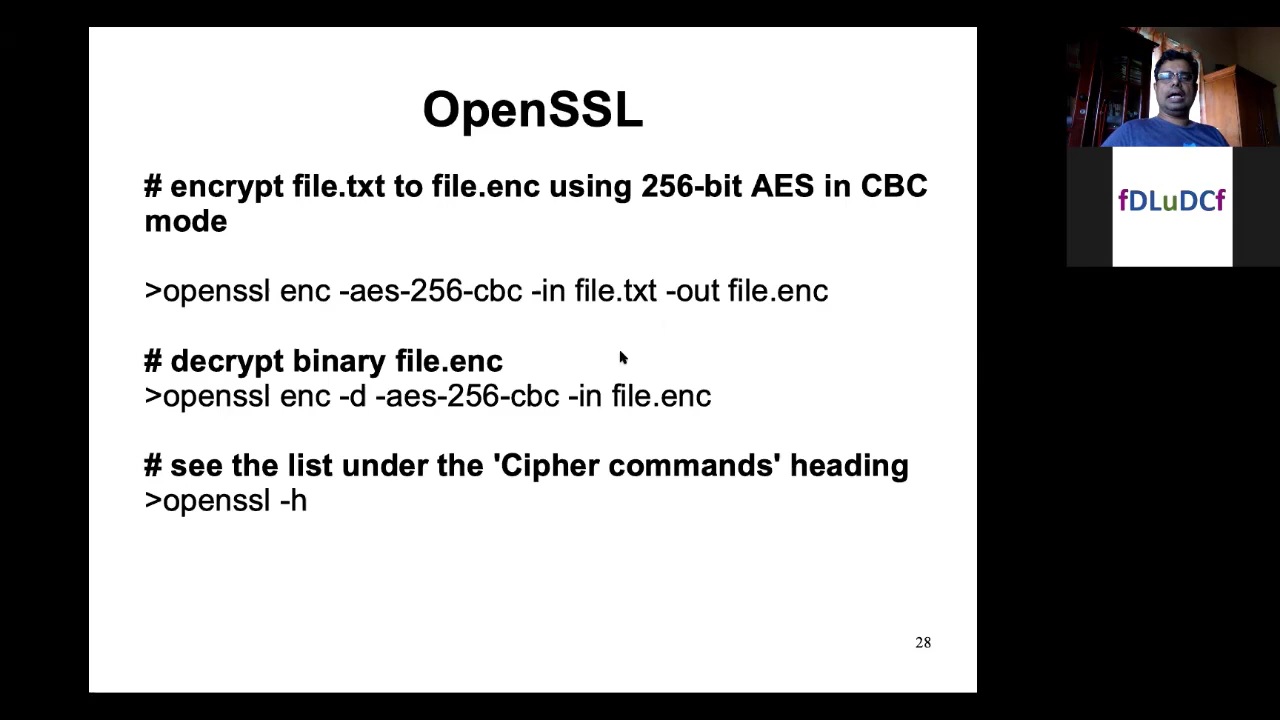 OpenSSL
# encrypt file.txt to file.enc using 256-bit AES in CBC
mode
>openssl enc -aes-256-cbc -in file.txt -out file.enc
# decrypt binary file.enc
>openssl enc -d -aes-256-cbc -in file.enc
# see the list under the 'Cipher commands' heading
>openssl -h
28
fDLuDCf